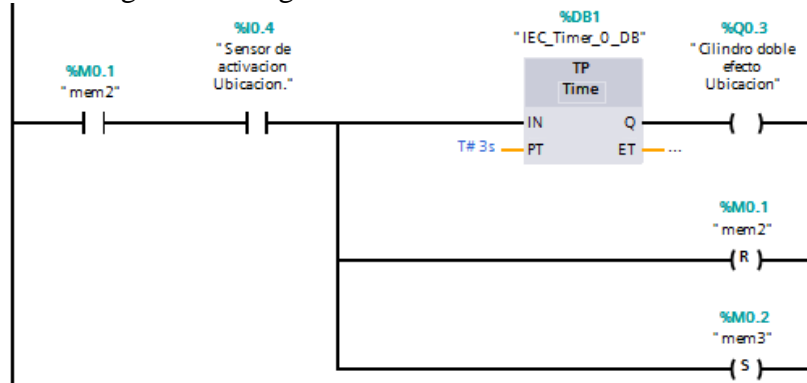 %M0.1
"mem2"
%I0.4
"Sensor de
activacion
Ubicacion."
%DB1
"IEC_Timer_0_DB"
TP
Time
IN
Q
T# 3s
PT
ET
...
%Q0.3
"Cilindro doble
efecto
Ubicacion"
%M0.1
"mem2"
R
%M0.2
"mem3"
S